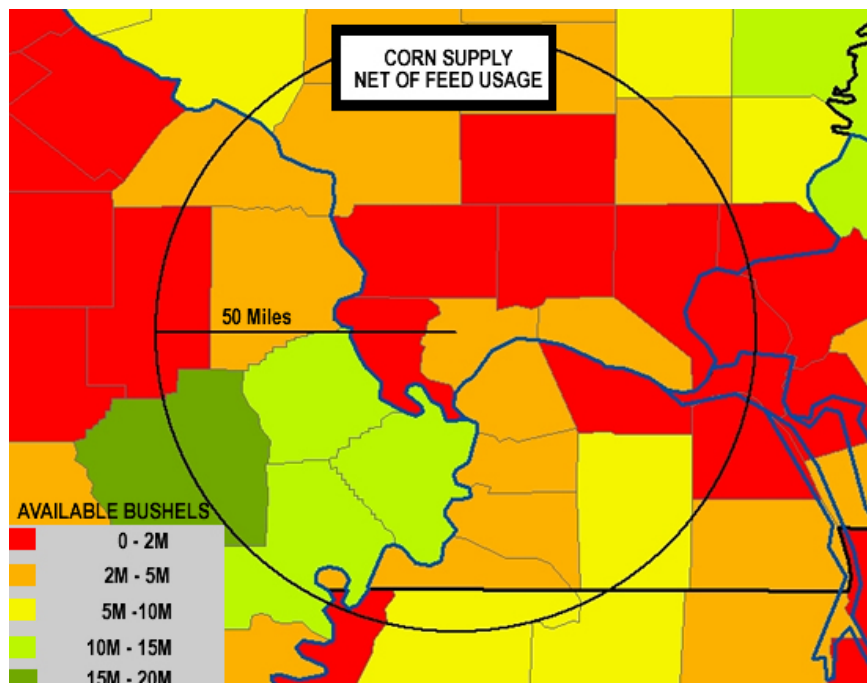 CORN SUPPLY
NET OF FEED USAGE
50 Miles
AVAILABLE BUSHELS
0 - 2M
2M - 5M
5M -10M
10M - 15M
15M - 20M